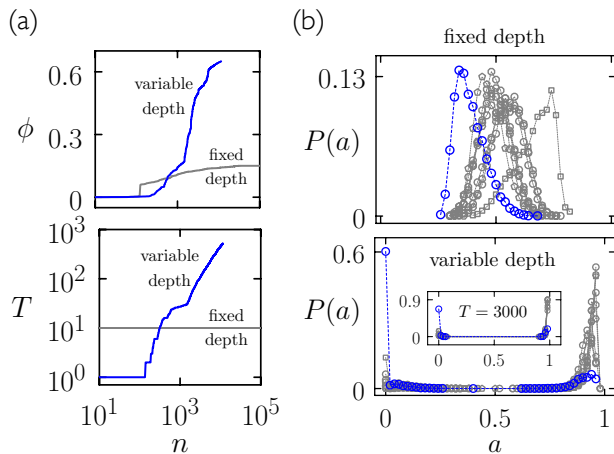 (a)
(b)
0.6
0.3
0
ϕ
variable
depth
fixed
depth
10³
10²
10¹
10⁰
T
variable
depth
fixed
depth
10¹
10³
10⁵
n
fixed depth
0.13
0
P(a)
variable depth
0.6
0
P(a)
0.9
0
T = 3000
0
0.5
1
0
0.5
1
a